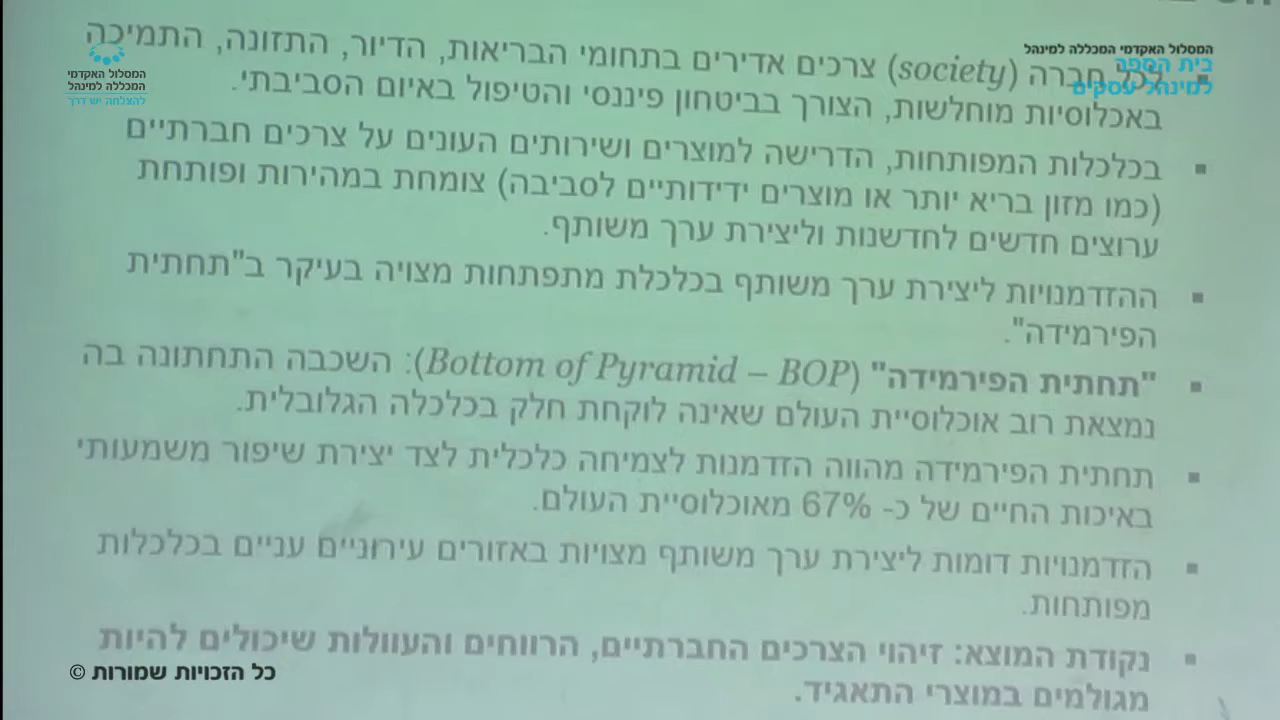 המסלול האקדמי המכללה למינהל
בית הספר
למינהל עסקים
המסלול האקדמי
המכללה למינהל
להצלחה יש דרך
לכל חברה (society) צרכים אדירים בתחומי הבריאות, הדיור, התזונה, התמיכה
באכלוסיות מוחלשות, הצורך בביטחון פיננסי והטיפול באיום הסביבתי.
בכלכלות המפותחות, הדרישה למוצרים ושירותים העונים על צרכים חברתיים
(כמו מזון בריא יותר או מוצרים ידידותיים לסביבה) צומחת במהירות ופותחת
ערוצים חדשים לחדשנות וליצירת ערך משותף.
ההזדמנויות ליצירת ערך משותף בכלכלת מתפתחות מצויה בעיקר ב"תחתית
הפירמידה".
"תחתית הפירמידה" (Bottom of Pyramid – BOP): השכבה התחתונה בה
נמצאת רוב אוכלוסיית העולם שאינה לוקחת חלק בכלכלה הגלובלית.
תחתית הפירמידה מהווה הזדמנות לצמיחה כלכלית לצד יצירת שיפור משמעותי
באיכות החיים של כ- 67% מאוכלוסיית העולם.
הזדמנויות דומות ליצירת ערך משותף מצויות באזורים עירוניים עניים בכלכלות
מפותחות.
נקודת המוצא: זיהוי הצרכים החברתיים, הרווחים והעוולות שיכולים להיות
מגולמים במוצרי התאגיד.
כל הזכויות שמורות ©